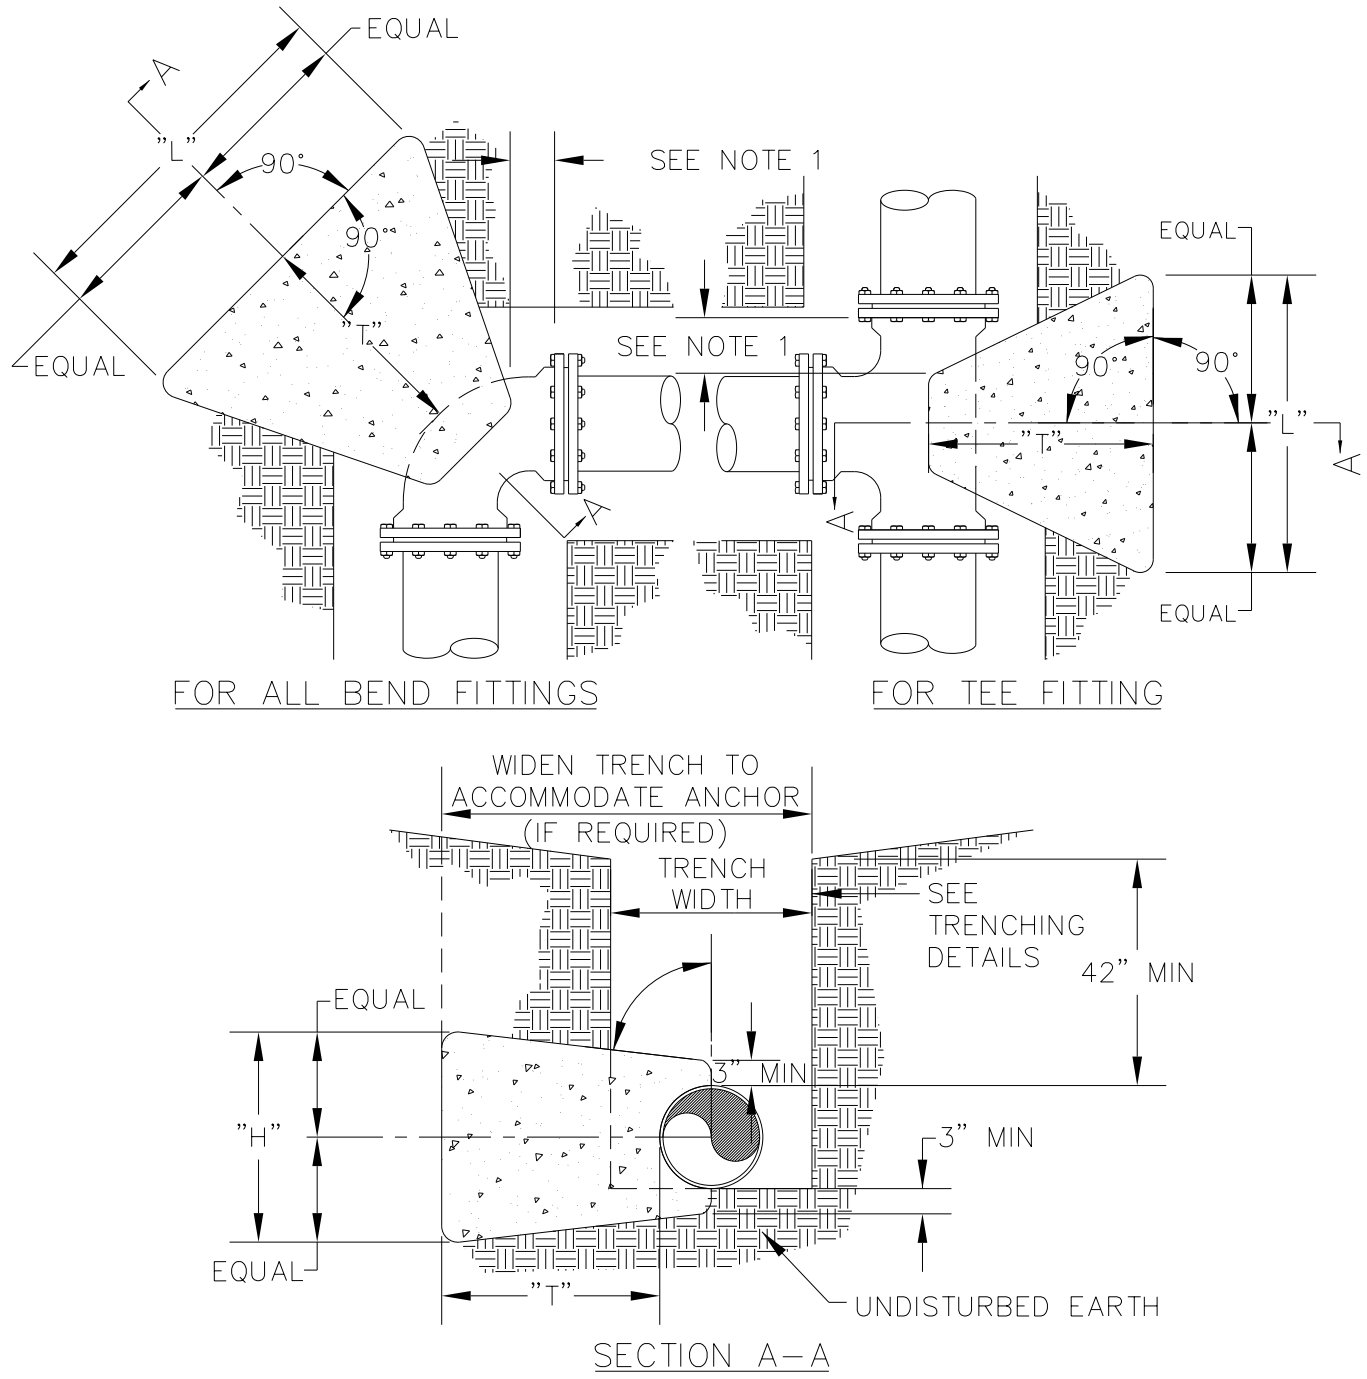 EQUAL
A
"L"
90°
SEE NOTE 1
90°
EQUAL
"T"
SEE NOTE 1
EQUAL
90°
90°
"L"
"T"
A
A
A
EQUAL
FOR ALL BEND FITTINGS
FOR TEE FITTING
WIDEN TRENCH TO
ACCOMMODATE ANCHOR
(IF REQUIRED)
TRENCH
WIDTH
SEE
TRENCHING
DETAILS
42" MIN
EQUAL
3" MIN
"H"
3" MIN
EQUAL
"T"
UNDISTURBED EARTH
SECTION A-A